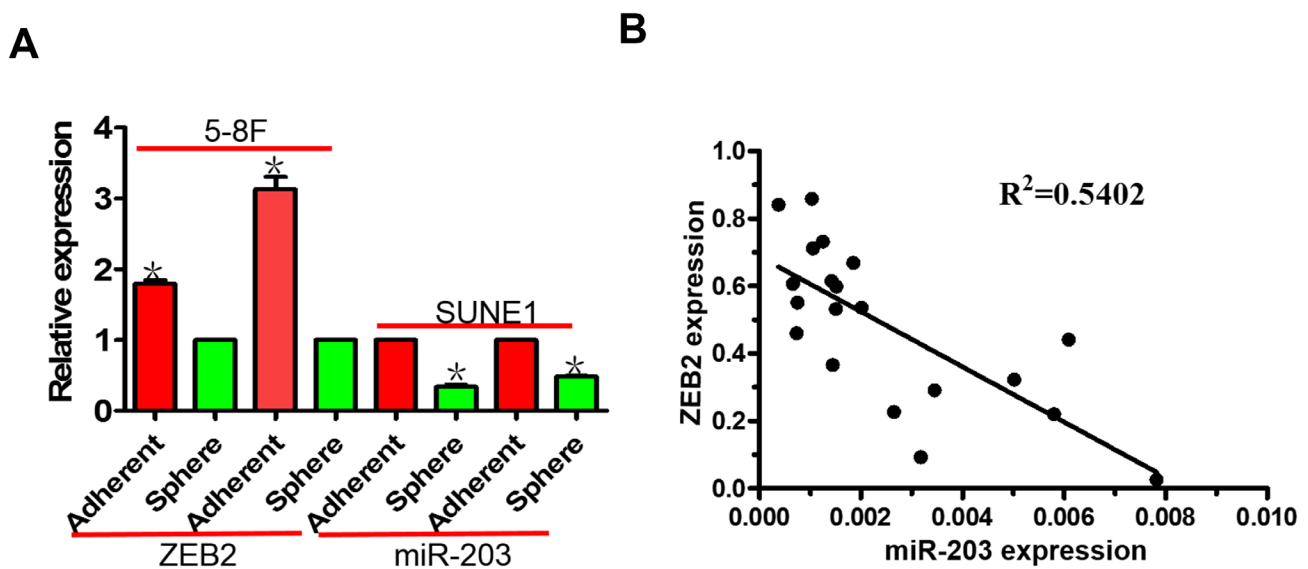 A
B
5-8F
SUNE1
Relative expression
4
3
2
1
0
Adherent
Sphere
Adherent
Sphere
Adherent
Sphere
Adherent
Sphere
ZEB2
miR-203
* * * *
R²=0.5402
ZEB2 expression
1.0
0.8
0.6
0.4
0.2
0.0
0.000 0.002 0.004 0.006 0.008 0.010
miR-203 expression